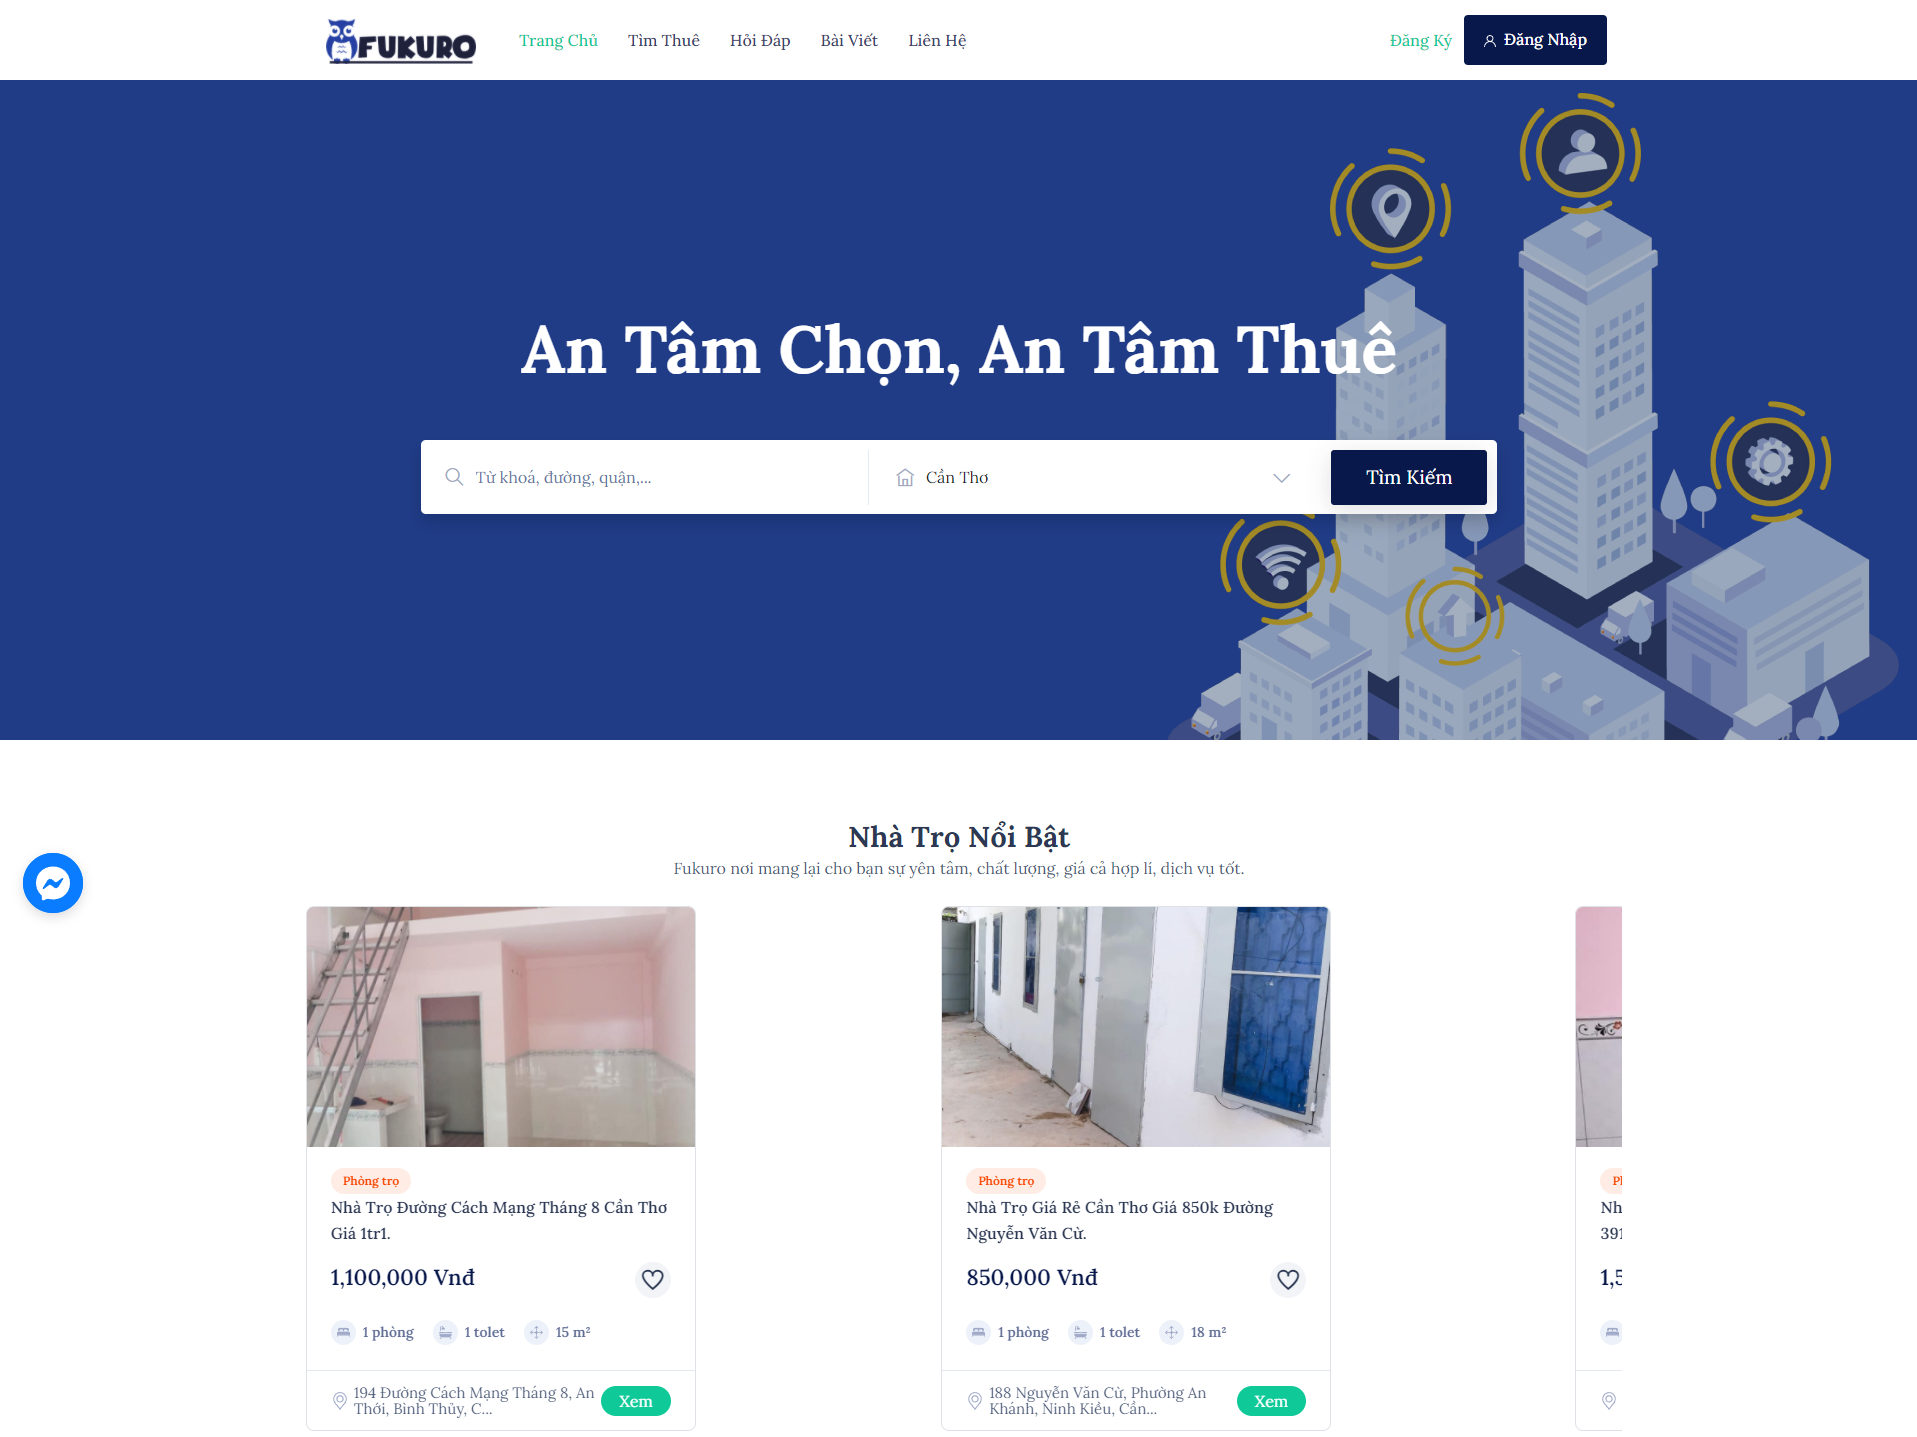 FUKURO
Trang Chủ
Tìm Thuê
Hỏi Đáp
Bài Viết
Liên Hệ
Đăng Ký
Đăng Nhập
An Tâm Chọn, An Tâm Thuê
Từ khoá, đường, quận,...
Cần Thơ
Tìm Kiếm
Nhà Trọ Nổi Bật
Fukuro nơi mang lại cho bạn sự yên tâm, chất lượng, giá cả hợp lí, dịch vụ tốt.
Phòng trọ
Nhà Trọ Đường Cách Mạng Tháng 8 Cần Thơ
Giá 1tr1.
1,100,000 Vnđ
1 phòng
1 tolet
15 m²
194 Đường Cách Mạng Tháng 8, An
Thới, Bình Thủy, C...
Xem
Phòng trọ
Nhà Trọ Giá Rẻ Cần Thơ Giá 850k Đường
Nguyễn Văn Cừ.
850,000 Vnđ
1 phòng
1 tolet
18 m²
188 Nguyễn Văn Cừ, Phường An
Khánh, Ninh Kiều, Cần...
Xem
Nh
391
1,5